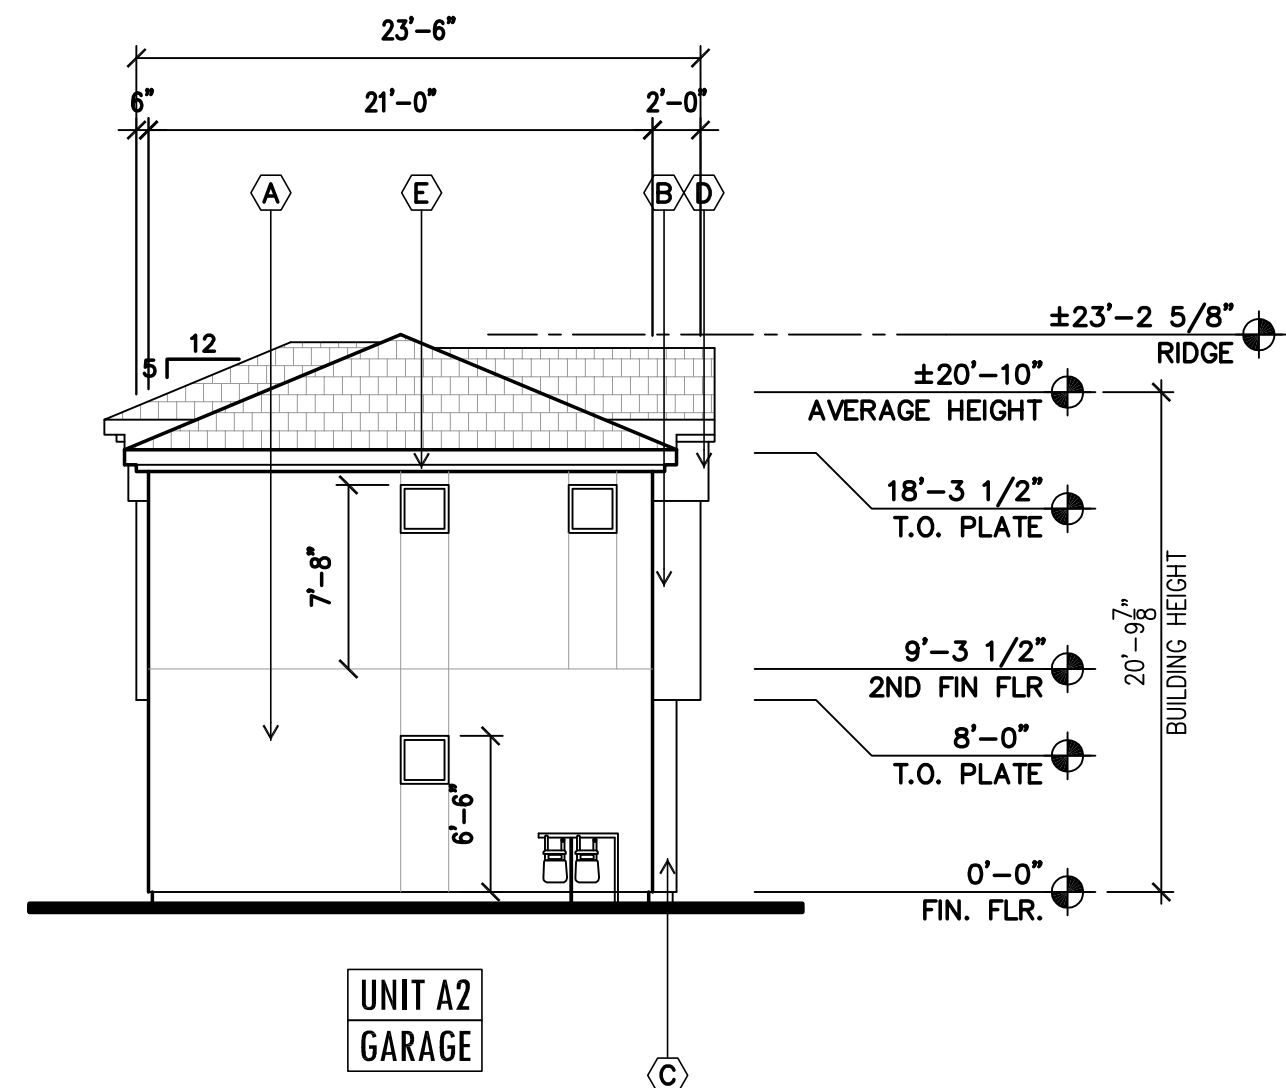 23'-6"
6" 21'-0" 2'-0"
A E B D
±23'-2 5/8"
RIDGE
12
5
±20'-10"
AVERAGE HEIGHT
18'-3 1/2"
T.O. PLATE
7'-8"
9'-3 1/2"
2ND FIN FLR
20'-9 7/8"
BUILDING HEIGHT
8'-0"
T.O. PLATE
6'-6"
0'-0"
FIN. FLR.
UNIT A2
GARAGE
C